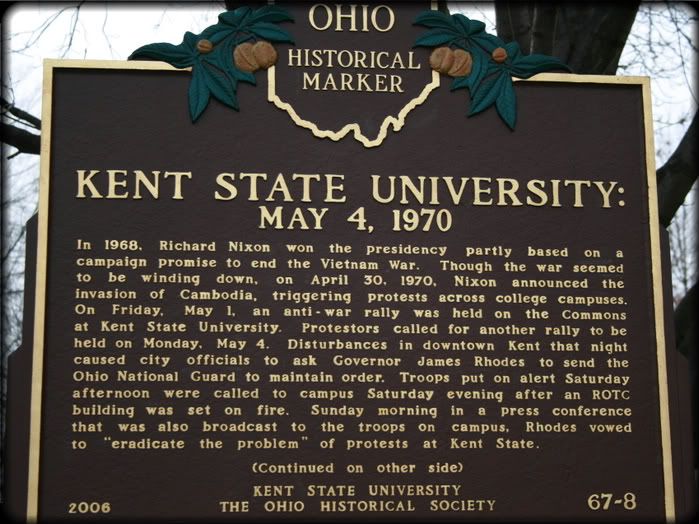 OHIO
HISTORICAL
MARKER
KENT STATE UNIVERSITY:
MAY 4, 1970
In 1968, Richard Nixon won the presidency partly based on a
campaign promise to end the Vietnam War. Though the war seemed
to be winding down, on April 30, 1970, Nixon announced the
invasion of Cambodia, triggering protests across college campuses.
On Friday, May 1, an anti-war rally was held on the Commons
at Kent State University. Protestors called for another rally to be
held on Monday, May 4. Disturbances in downtown Kent that night
caused city officials to ask Governor James Rhodes to send the
Ohio National Guard to maintain order. Troops put on alert Saturday
afternoon were called to campus Saturday evening after an ROTC
building was set on fire. Sunday morning in a press conference
that was also broadcast to the troops on campus, Rhodes vowed
to "eradicate the problem" of protests at Kent State.
(Continued on other side)
KENT STATE UNIVERSITY
2006 THE OHIO HISTORICAL SOCIETY 67-8